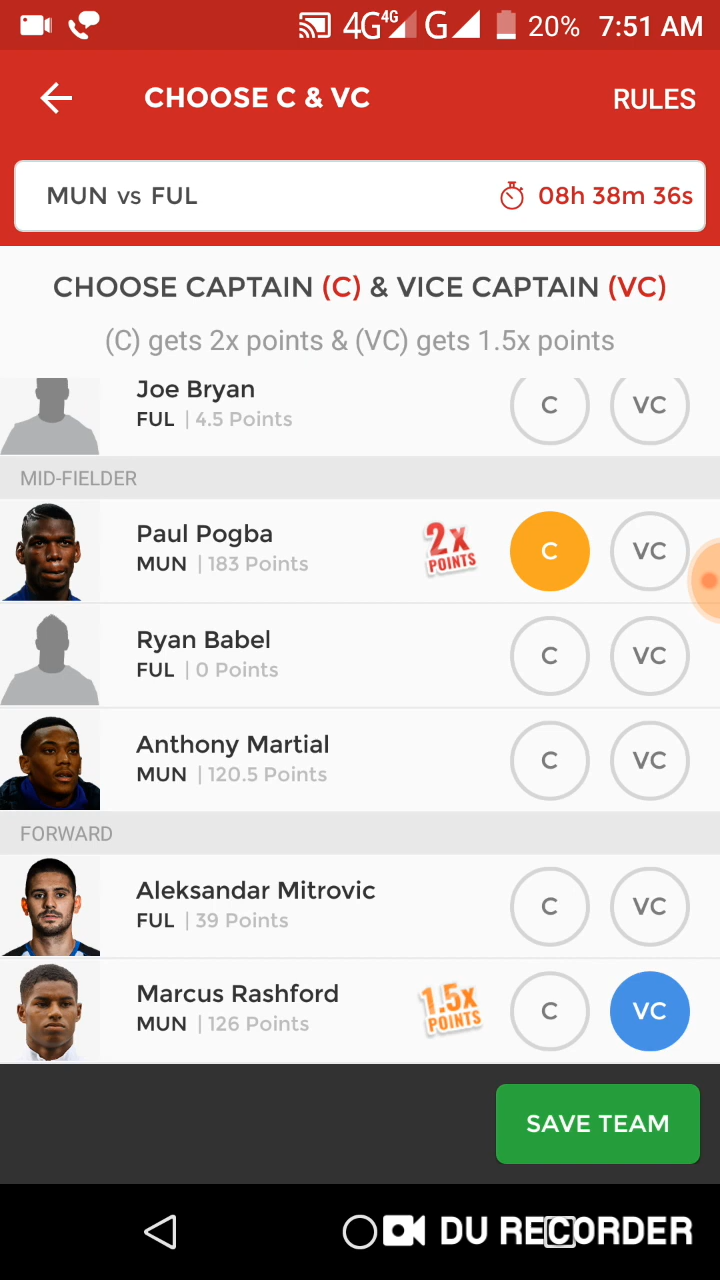 4G 4G G 20% 7:51 AM
CHOOSE C & VC RULES
MUN vs FUL 08h 38m 36s
CHOOSE CAPTAIN (C) & VICE CAPTAIN (VC)
(C) gets 2x points & (VC) gets 1.5x points
Joe Bryan
FUL | 4.5 Points
C VC
MID-FIELDER
Paul Pogba
MUN | 183 Points
2x
POINTS
C VC
Ryan Babel
FUL | 0 Points
C VC
Anthony Martial
MUN | 120.5 Points
C VC
FORWARD
Aleksandar Mitrovic
FUL | 39 Points
C VC
Marcus Rashford
MUN | 126 Points
1.5x
POINTS
C VC
SAVE TEAM
DU RECORDER